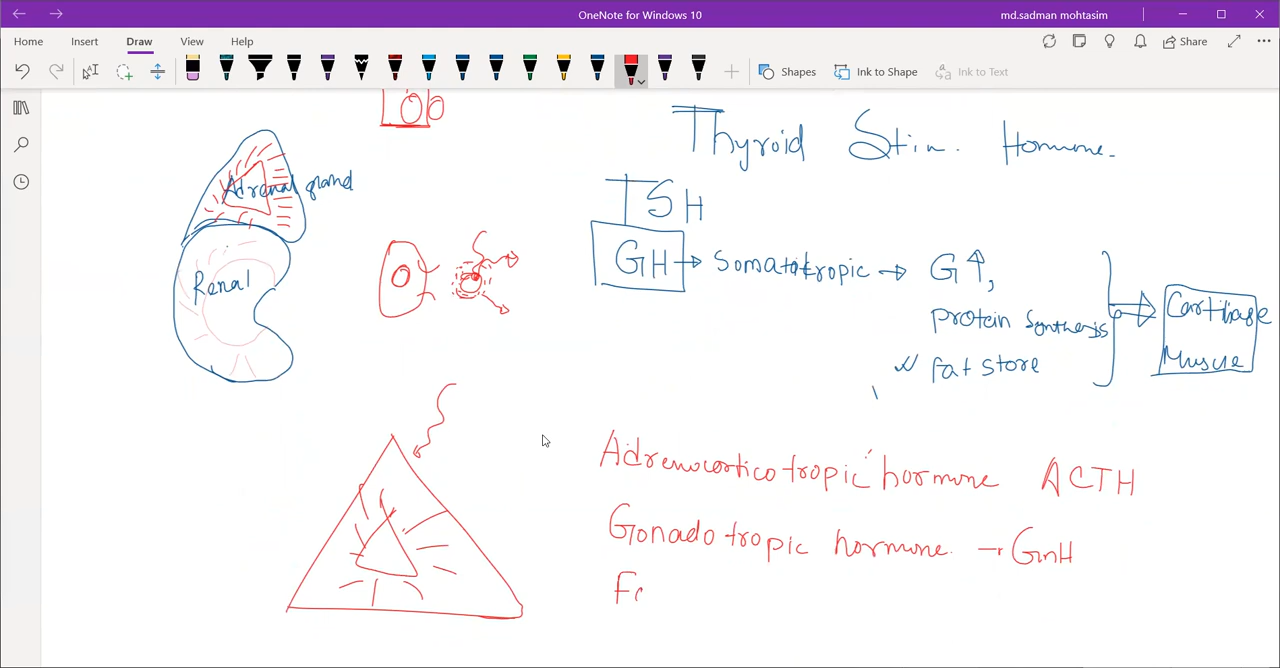 OneNote for Windows 10
md.sadman mohtasim
Home Insert Draw View Help
Share
Shapes
Ink to Shape
Ink to Text
Thyroid Stim. Hormone.
Adrenal gland
TSH
GH → Somatotropic → G↑,
Renal
protein synthesis
fat store
Cartilage
Muscle
Adrenocorticotropic hormone ACTH
Gonadotropic hormone. → GnH
Fo